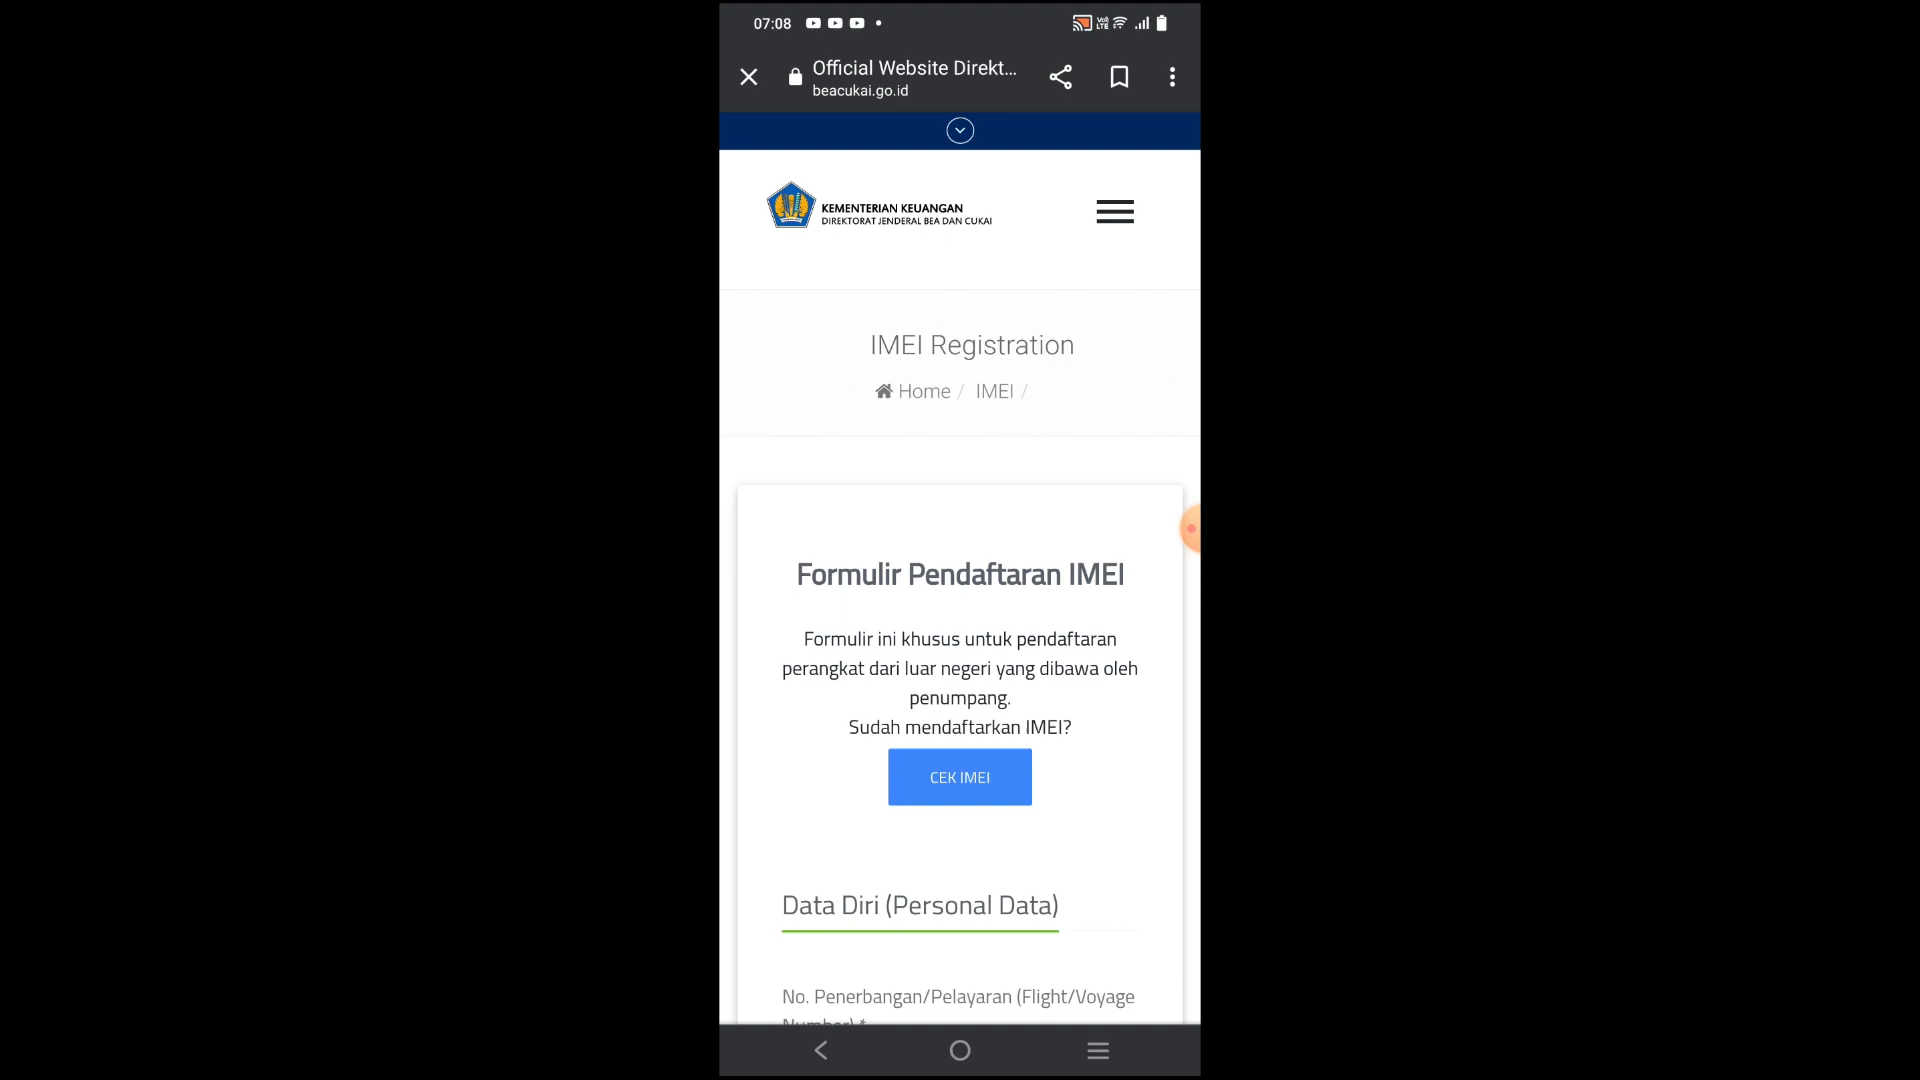 07:08
Official Website Direkt...
beacukai.go.id
KEMENTERIAN KEUANGAN
DIREKTORAT JENDERAL BEA DAN CUKAI
IMEI Registration
Home / IMEI /
Formulir Pendaftaran IMEI
Formulir ini khusus untuk pendaftaran
perangkat dari luar negeri yang dibawa oleh
penumpang.
Sudah mendaftarkan IMEI?
CEK IMEI
Data Diri (Personal Data)
No. Penerbangan/Pelayaran (Flight/Voyage
Number) *